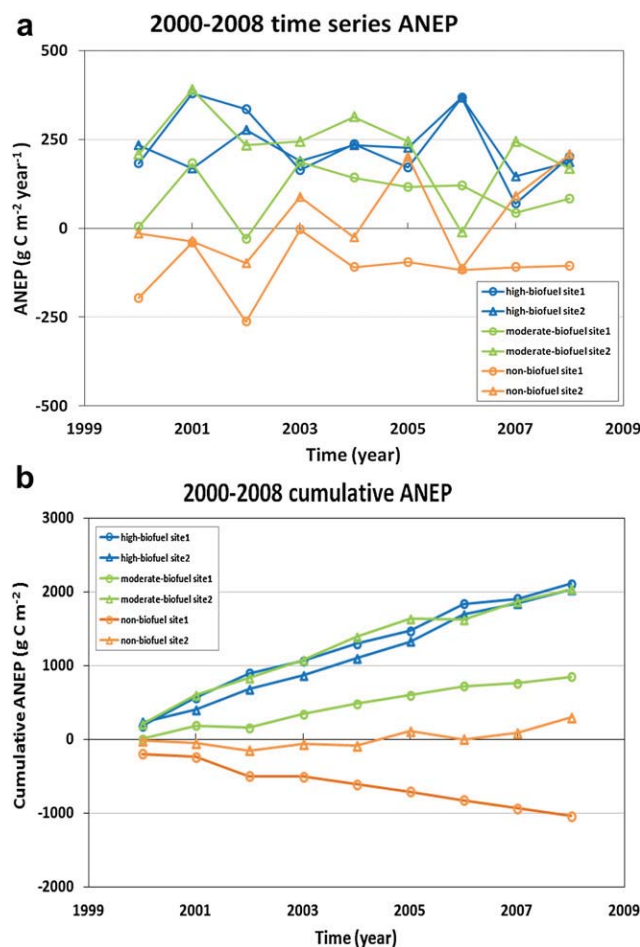 a
2000-2008 time series ANEP
500
250
0
-250
-500
ANEP (g C m⁻² year⁻¹)
high-biofuel site1
high-biofuel site2
moderate-biofuel site1
moderate-biofuel site2
non-biofuel site1
non-biofuel site2
1999 2001 2003 2005 2007 2009
Time (year)
b
2000-2008 cumulative ANEP
3000
2000
1000
0
-1000
-2000
Cumulative ANEP (g C m⁻²)
high-biofuel site1
high-biofuel site2
moderate-biofuel site1
moderate-biofuel site2
non-biofuel site1
non-biofuel site2
1999 2001 2003 2005 2007 2009
Time (year)